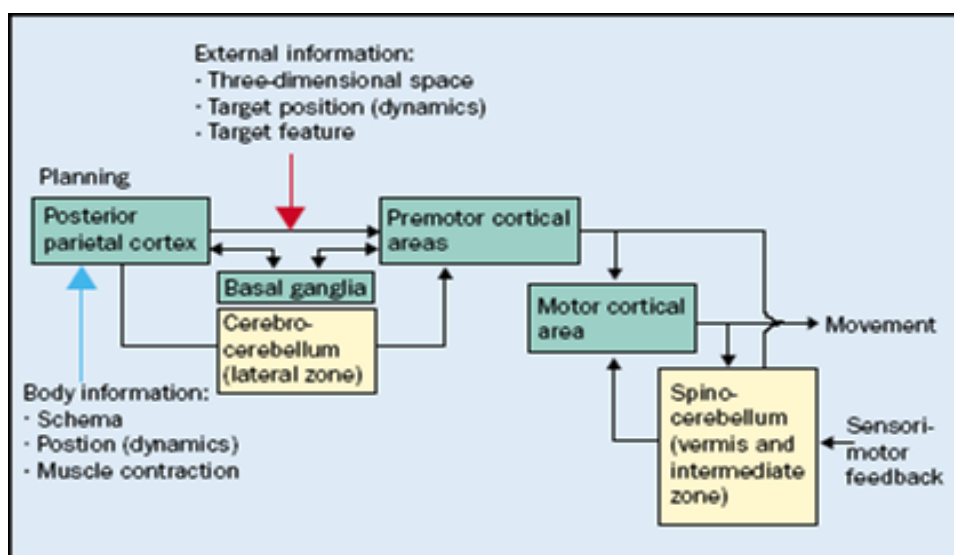 External information:
· Three-dimensional space
· Target position (dynamics)
· Target feature
Planning
Posterior
parietal cortex
Premotor cortical
areas
Basal ganglia
Cerebro-
cerebellum
(lateral zone)
Motor cortical
area
Movement
Body information:
· Schema
· Postion (dynamics)
· Muscle contraction
Spino-
cerebellum
(vermis and
intermediate
zone)
Sensori-
motor
feedback